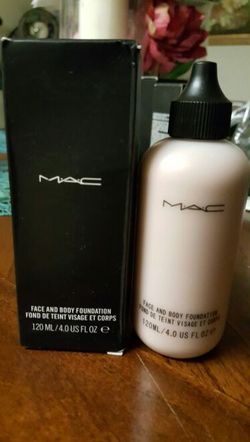 MAC
FACE AND BODY FOUNDATION
FOND DE TEINT VISAGE ET CORPS
120 ML / 4.0 US FL OZ ℮
MAC
FACE AND BODY FOUNDATION
FOND DE TEINT VISAGE ET CORPS
120ML / 4.0 US FL OZ ℮